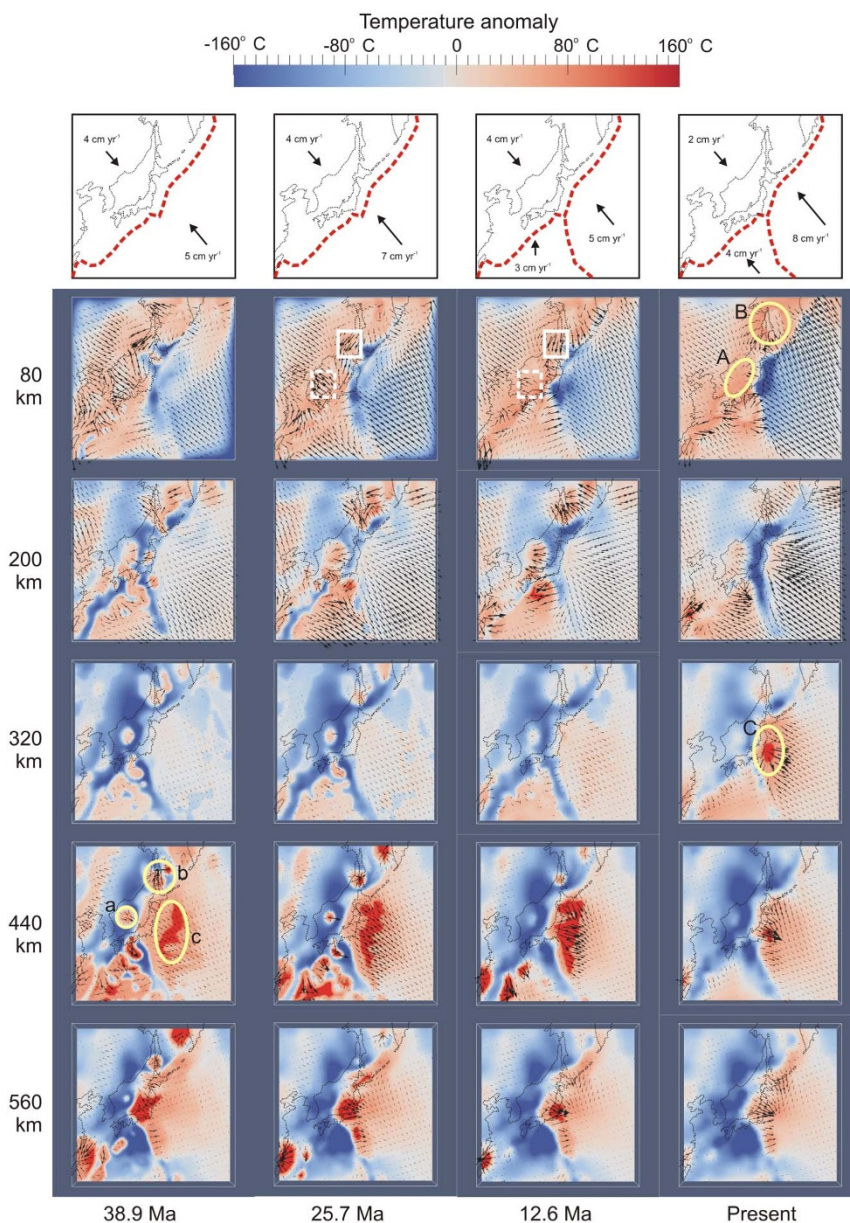 Temperature anomaly
-160° C -80° C 0 80° C 160° C
4 cm yr⁻¹ 4 cm yr⁻¹ 4 cm yr⁻¹ 2 cm yr⁻¹
5 cm yr⁻¹ 7 cm yr⁻¹ 5 cm yr⁻¹ 8 cm yr⁻¹
3 cm yr⁻¹ 4 cm yr⁻¹
80
km
B
A
200
km
320
km
C
440
km
a b
c
560
km
38.9 Ma 25.7 Ma 12.6 Ma Present